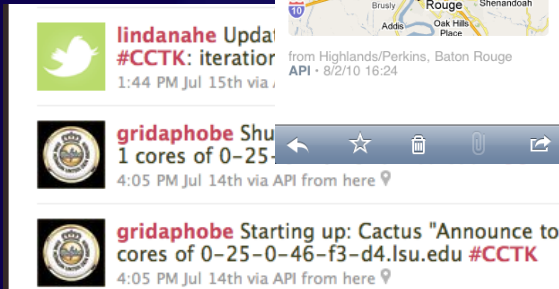 lindanahe Updat
#CCTK: iteration
1:44 PM Jul 15th via
gridaphobe Shu
1 cores of 0-25-
4:05 PM Jul 14th via API from here
gridaphobe Starting up: Cactus "Announce to
cores of 0-25-0-46-f3-d4.lsu.edu #CCTK
4:05 PM Jul 14th via API from here
10
Brusly
Rouge
Shenandoah
Addis
Oak Hills
Place
from Highlands/Perkins, Baton Rouge
API · 8/2/10 16:24